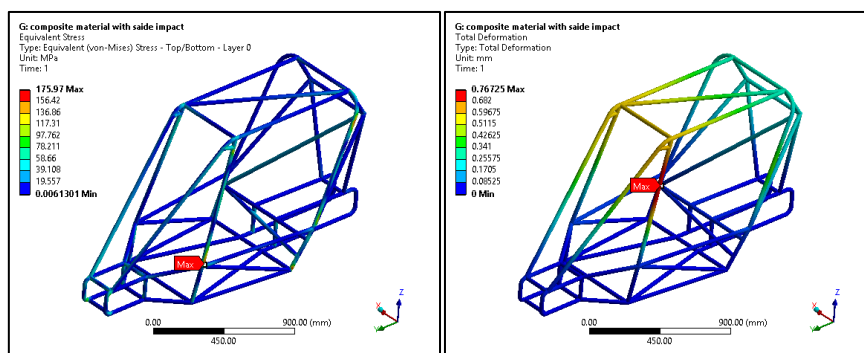 G: composite material with saide impact
Equivalent Stress
Type: Equivalent (von-Mises) Stress - Top/Bottom - Layer 0
Unit: MPa
Time: 1
175.97 Max
156.42
136.86
117.31
97.762
78.211
58.66
39.108
19.557
0.0061301 Min
Max
0.00
900.00 (mm)
450.00
X
Y
Z
G: composite material with saide impact
Total Deformation
Type: Total Deformation
Unit: mm
Time: 1
0.76725 Max
0.682
0.59675
0.5115
0.42625
0.341
0.25575
0.1705
0.08525
0 Min
Max
0.00
900.00 (mm)
450.00
X
Y
Z